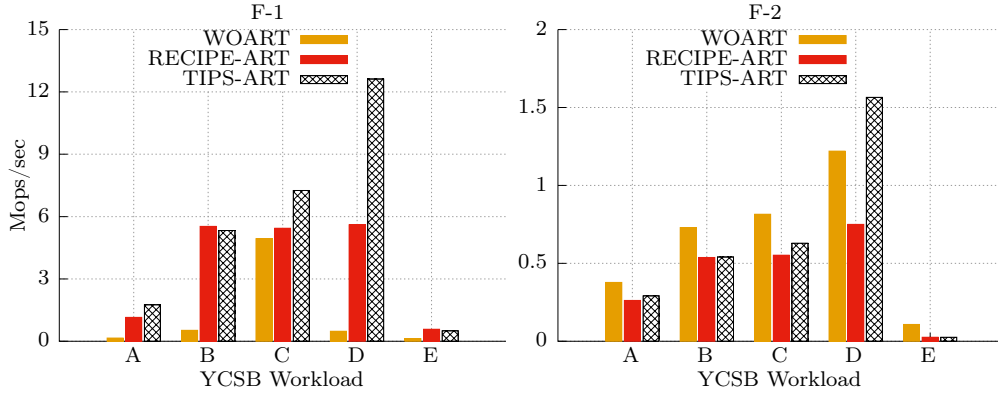 F-1
WOART
RECIPE-ART
TIPS-ART
Mops/sec
15
12
9
6
3
0
A B C D E
YCSB Workload
F-2
WOART
RECIPE-ART
TIPS-ART
2
1.5
1
0.5
0
A B C D E
YCSB Workload